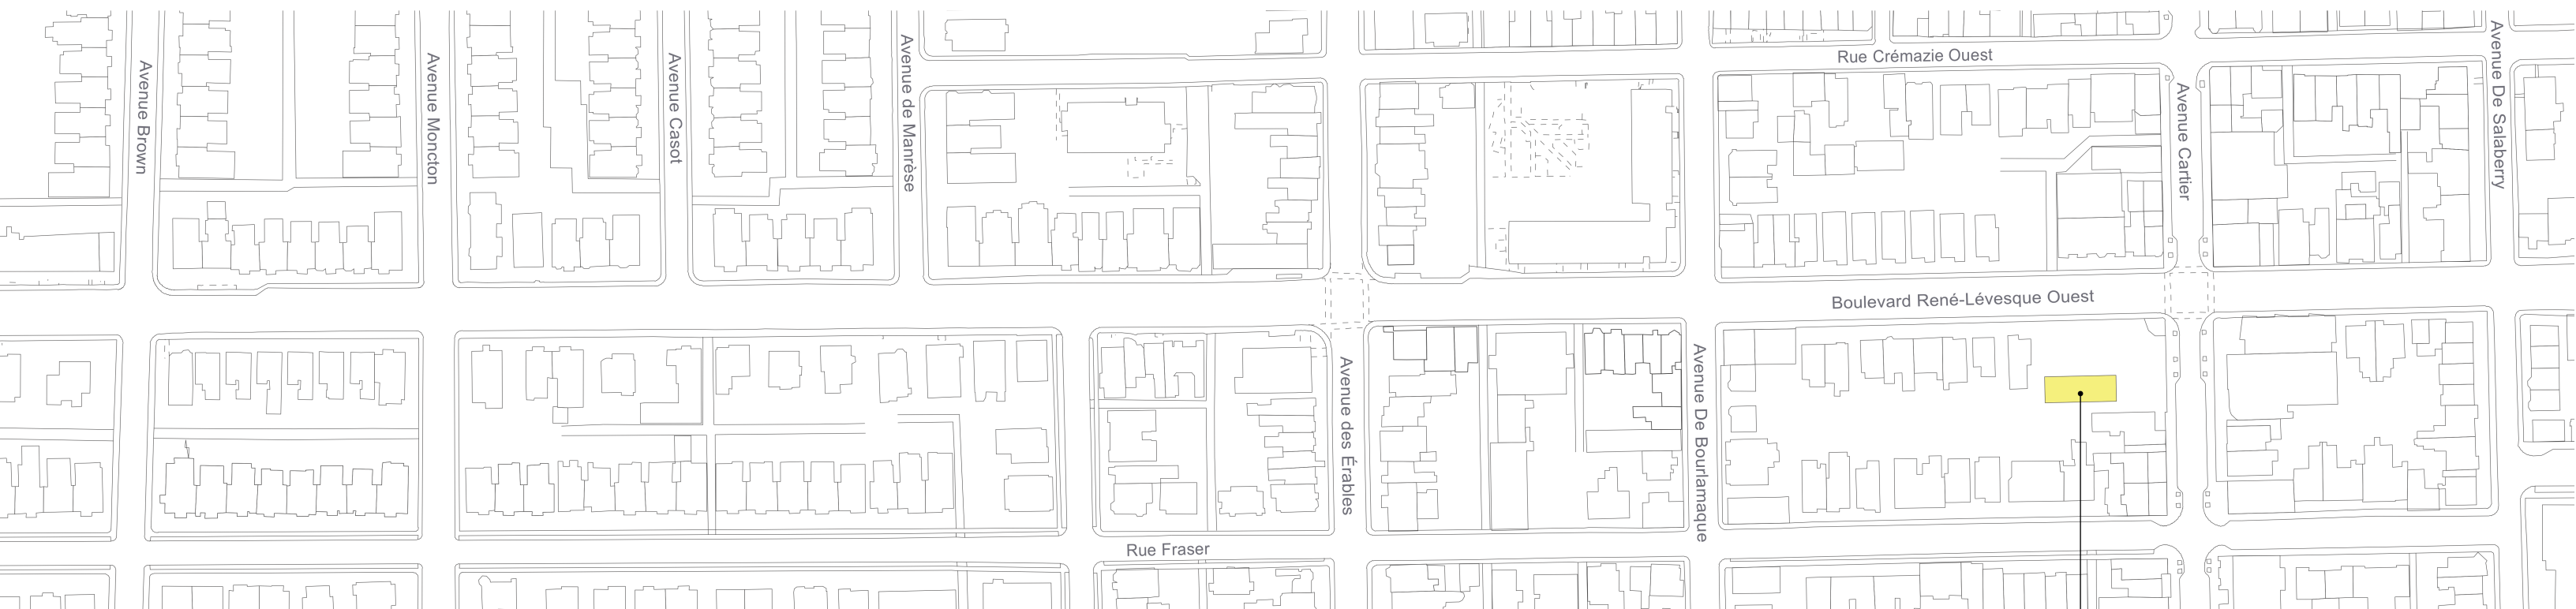 Rue Crémazie Ouest
Avenue Brown
Avenue Moncton
Avenue Casot
Avenue de Manrèse
Avenue Cartier
Avenue De Salaberry
Boulevard René-Lévesque Ouest
Avenue des Érables
Avenue De Bourlamaque
Rue Fraser